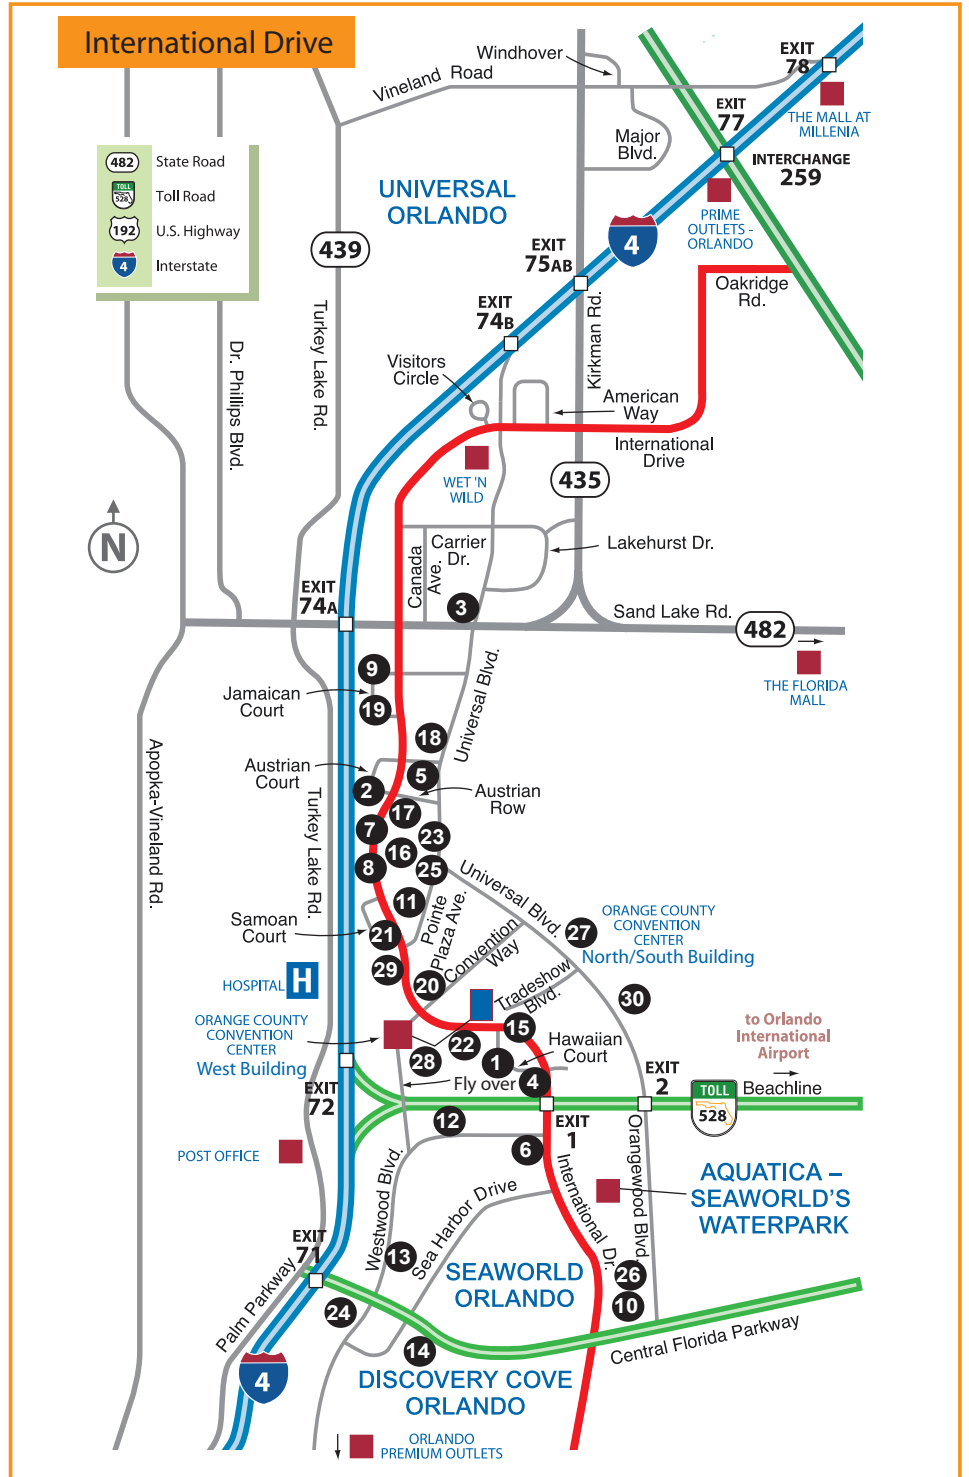 International Drive
482 State Road
TOLL
528 Toll Road
192 U.S. Highway
4 Interstate
Windhover
Vineland Road
EXIT
78
THE MALL AT
MILLENIA
EXIT
77
Major
Blvd.
INTERCHANGE
259
UNIVERSAL
ORLANDO
PRIME
OUTLETS -
ORLANDO
439
4
EXIT
75AB
Oakridge
Rd.
EXIT
74B
Kirkman Rd.
Turkey Lake Rd.
Dr. Phillips Blvd.
Visitors
Circle
American
Way
International
Drive
WET 'N
WILD
435
N
Carrier
Dr.
Canada
Ave.
Lakehurst Dr.
EXIT
74A
3
Sand Lake Rd.
482
THE FLORIDA
MALL
9
Jamaican
Court
19
Universal Blvd.
18
Austrian
Court
5
2
Austrian
Row
17
7
23
16
8
25
Apopka-Vineland Rd.
Turkey Lake Rd.
Universal Blvd.
11
Samoan
Court
21
Pointe
Plaza Ave.
Convention
Way
27
ORANGE COUNTY
CONVENTION
CENTER
North/South Building
29
20
HOSPITAL H
Tradeshow
Blvd.
30
ORANGE COUNTY
CONVENTION
CENTER
West Building
15
22
Hawaiian
Court
28
1
to Orlando
International
Airport
Fly over
4
EXIT
72
EXIT
2
Beachline
TOLL
528
12
EXIT
1
POST OFFICE
6
Westwood Blvd.
Sea Harbor Drive
International Dr.
Orangewood Blvd.
AQUATICA –
SEAWORLD'S
WATERPARK
EXIT
71
13
SEAWORLD
ORLANDO
26
10
Palm Parkway
24
14
Central Florida Parkway
4
DISCOVERY COVE
ORLANDO
ORLANDO
PREMIUM OUTLETS